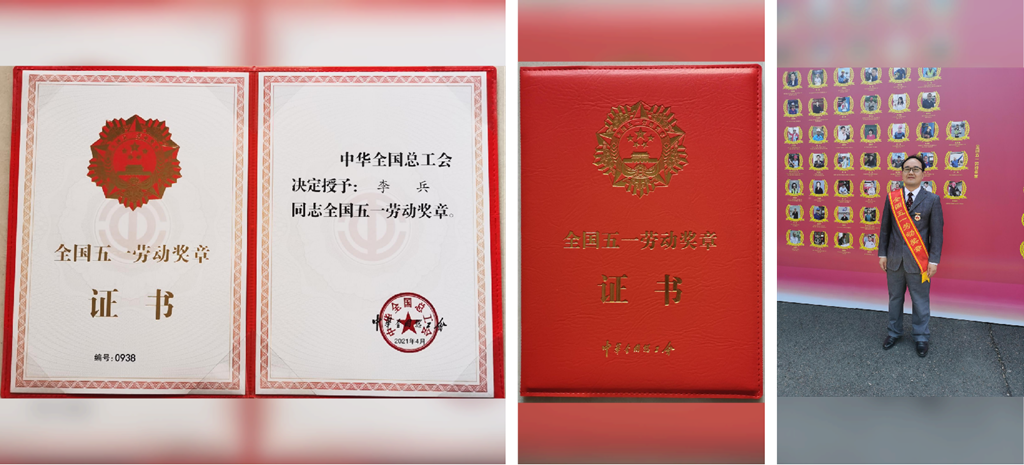 全国五一劳动奖章
证书
编号:0938
中华全国总工会
决定授予: 李 兵
同志全国五一劳动奖章。
中华全国总工会
2021年4月
全国五一劳动奖章
证书
中华全国总工会